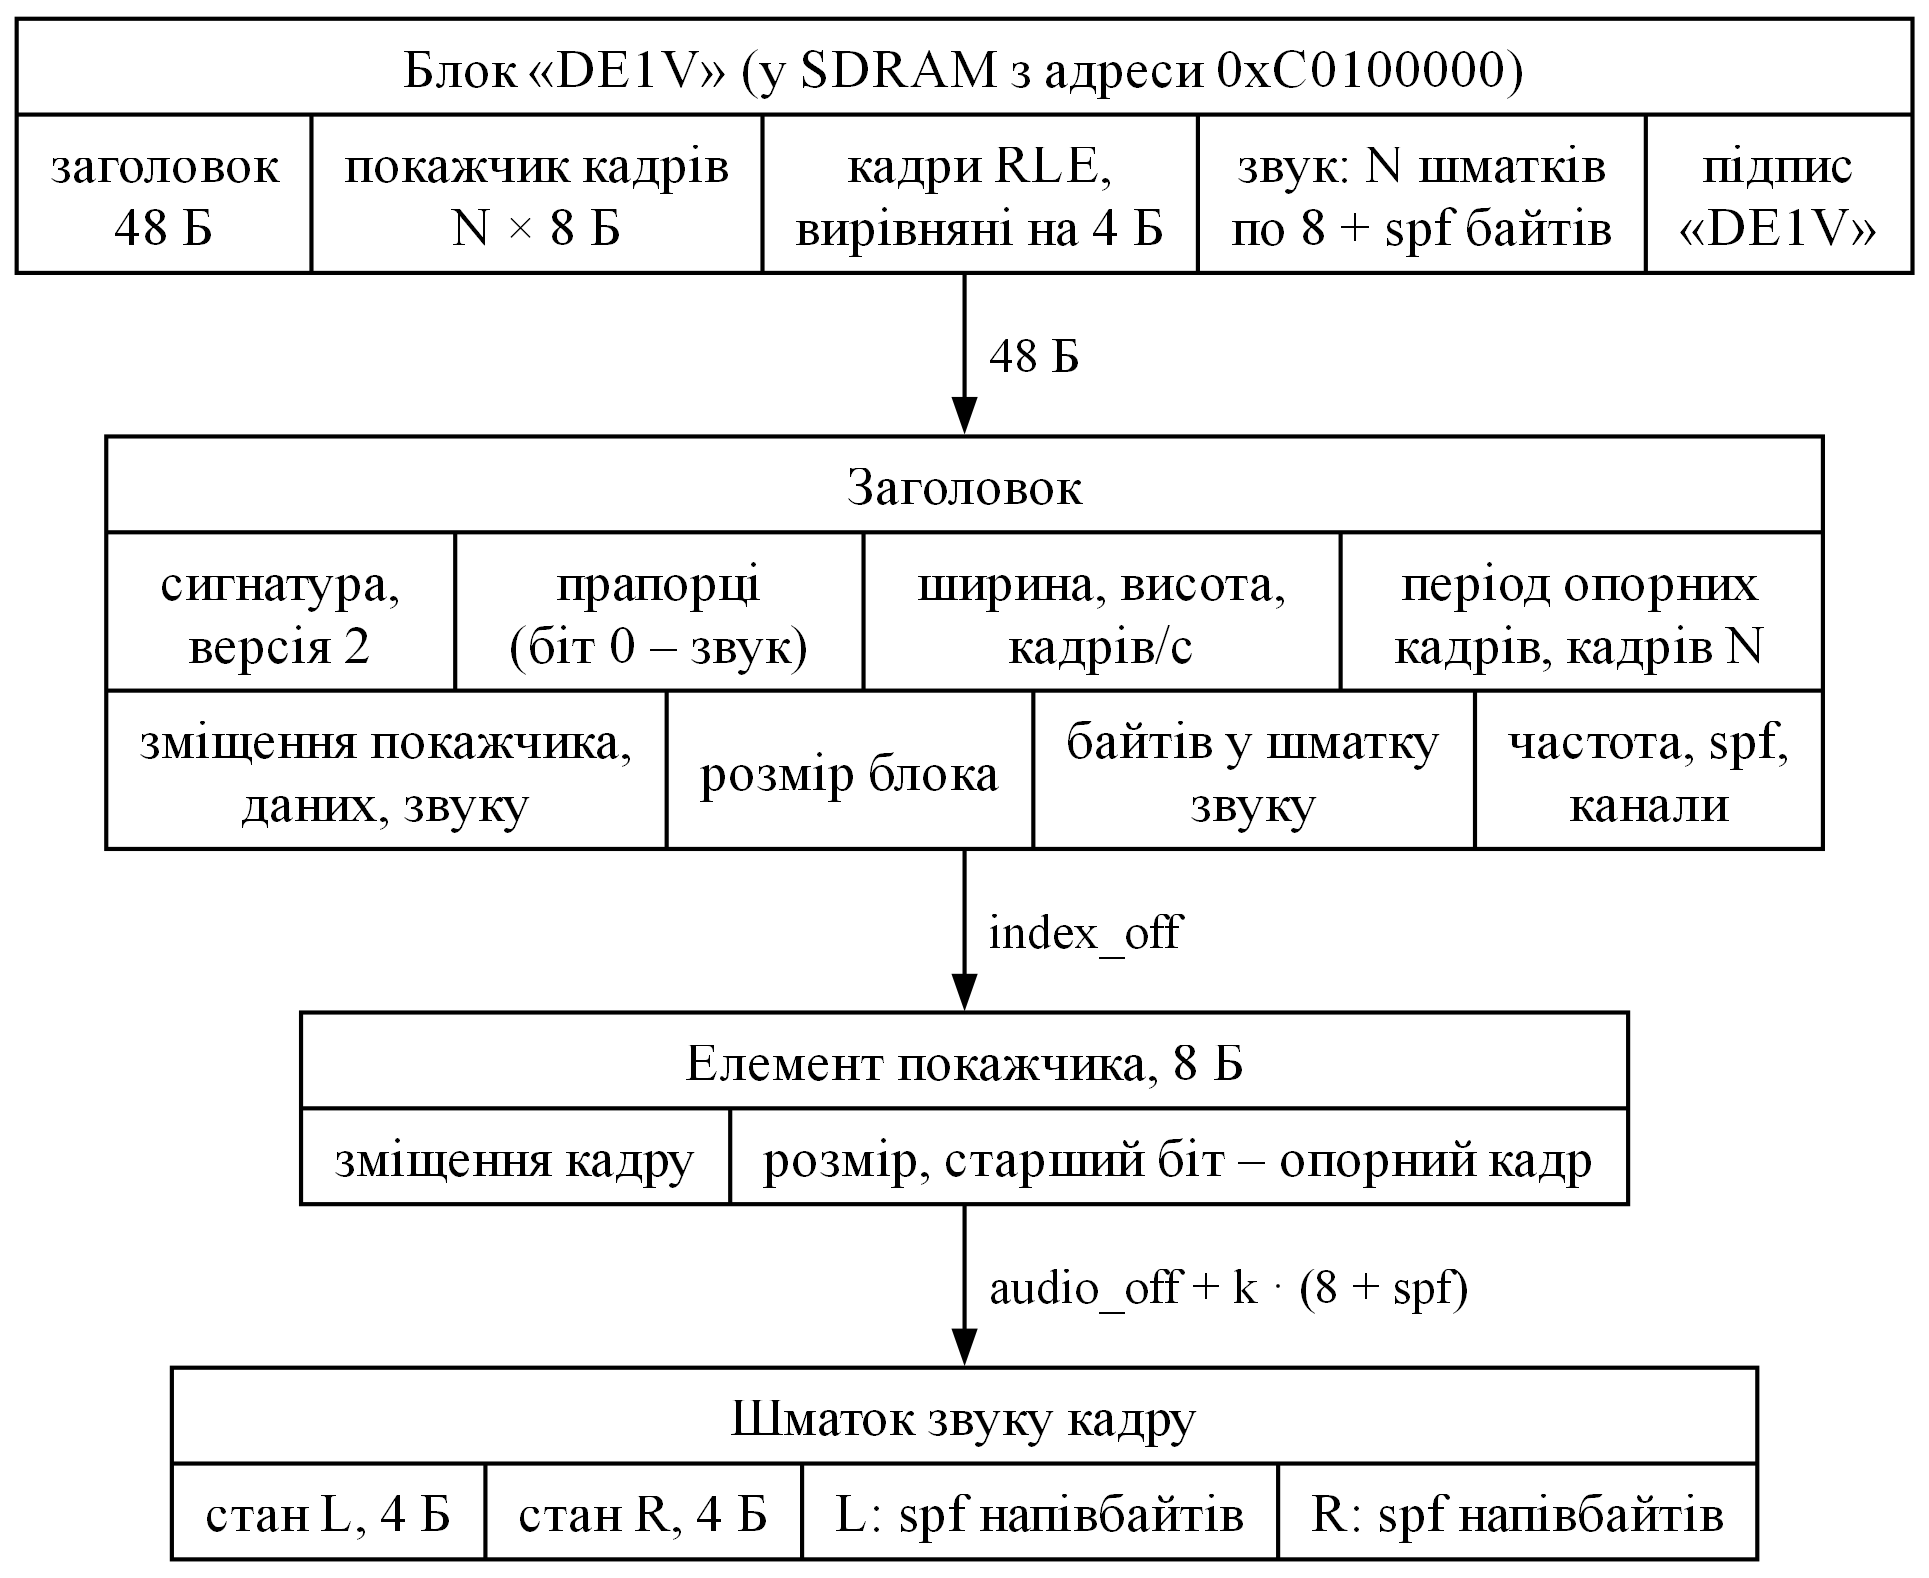 Блок «DE1V» (у SDRAM з адреси 0xC0100000)
заголовок
48 Б
покажчик кадрів
N × 8 Б
кадри RLE,
вирівняні на 4 Б
звук: N шматків
по 8 + spf байтів
підпис
«DE1V»
48 Б
Заголовок
сигнатура,
версія 2
прапорці
(біт 0 – звук)
ширина, висота,
кадрів/с
період опорних
кадрів, кадрів N
зміщення покажчика,
даних, звуку
розмір блока
байтів у шматку
звуку
частота, spf,
канали
index_off
Елемент покажчика, 8 Б
зміщення кадру
розмір, старший біт – опорний кадр
audio_off + k · (8 + spf)
Шматок звуку кадру
стан L, 4 Б
стан R, 4 Б
L: spf напівбайтів
R: spf напівбайтів